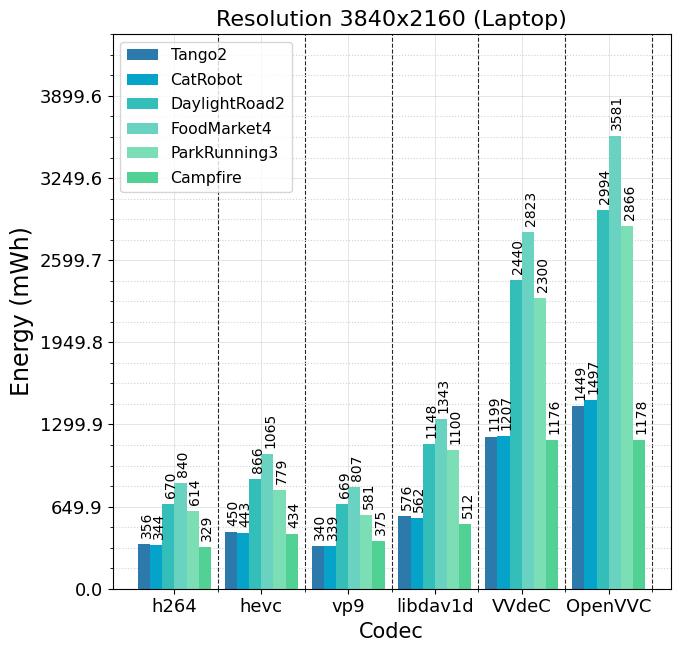 Resolution 3840x2160 (Laptop)
Tango2
CatRobot
DaylightRoad2
FoodMarket4
ParkRunning3
Campfire
Energy (mWh)
3899.6
3249.6
2599.7
1949.8
1299.9
649.9
0.0
356
344
670
840
614
329
450
443
866
1065
779
434
340
339
669
807
581
375
576
562
1148
1343
1100
512
1199
1207
2440
2823
2300
1176
1449
1497
2994
3581
2866
1178
h264
hevc
vp9
libdav1d
VVdeC
OpenVVC
Codec